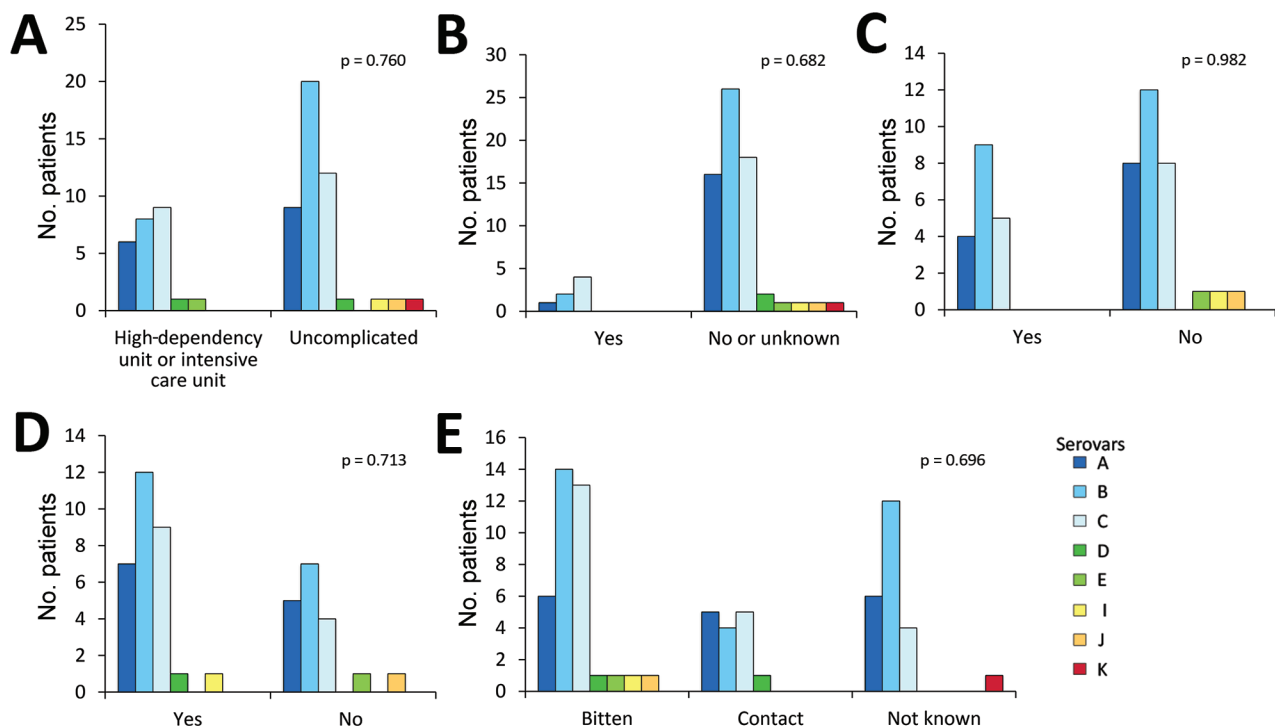 A
25
20
15
10
5
0
No. patients
p = 0.760
High-dependency
unit or intensive
care unit
Uncomplicated
B
30
25
20
15
10
5
0
No. patients
p = 0.682
Yes
No or unknown
C
14
12
10
8
6
4
2
0
No. patients
p = 0.982
Yes
No
D
14
12
10
8
6
4
2
0
No. patients
p = 0.713
Yes
No
E
16
14
12
10
8
6
4
2
0
No. patients
p = 0.696
Bitten
Contact
Not known
Serovars
A
B
C
D
E
I
J
K